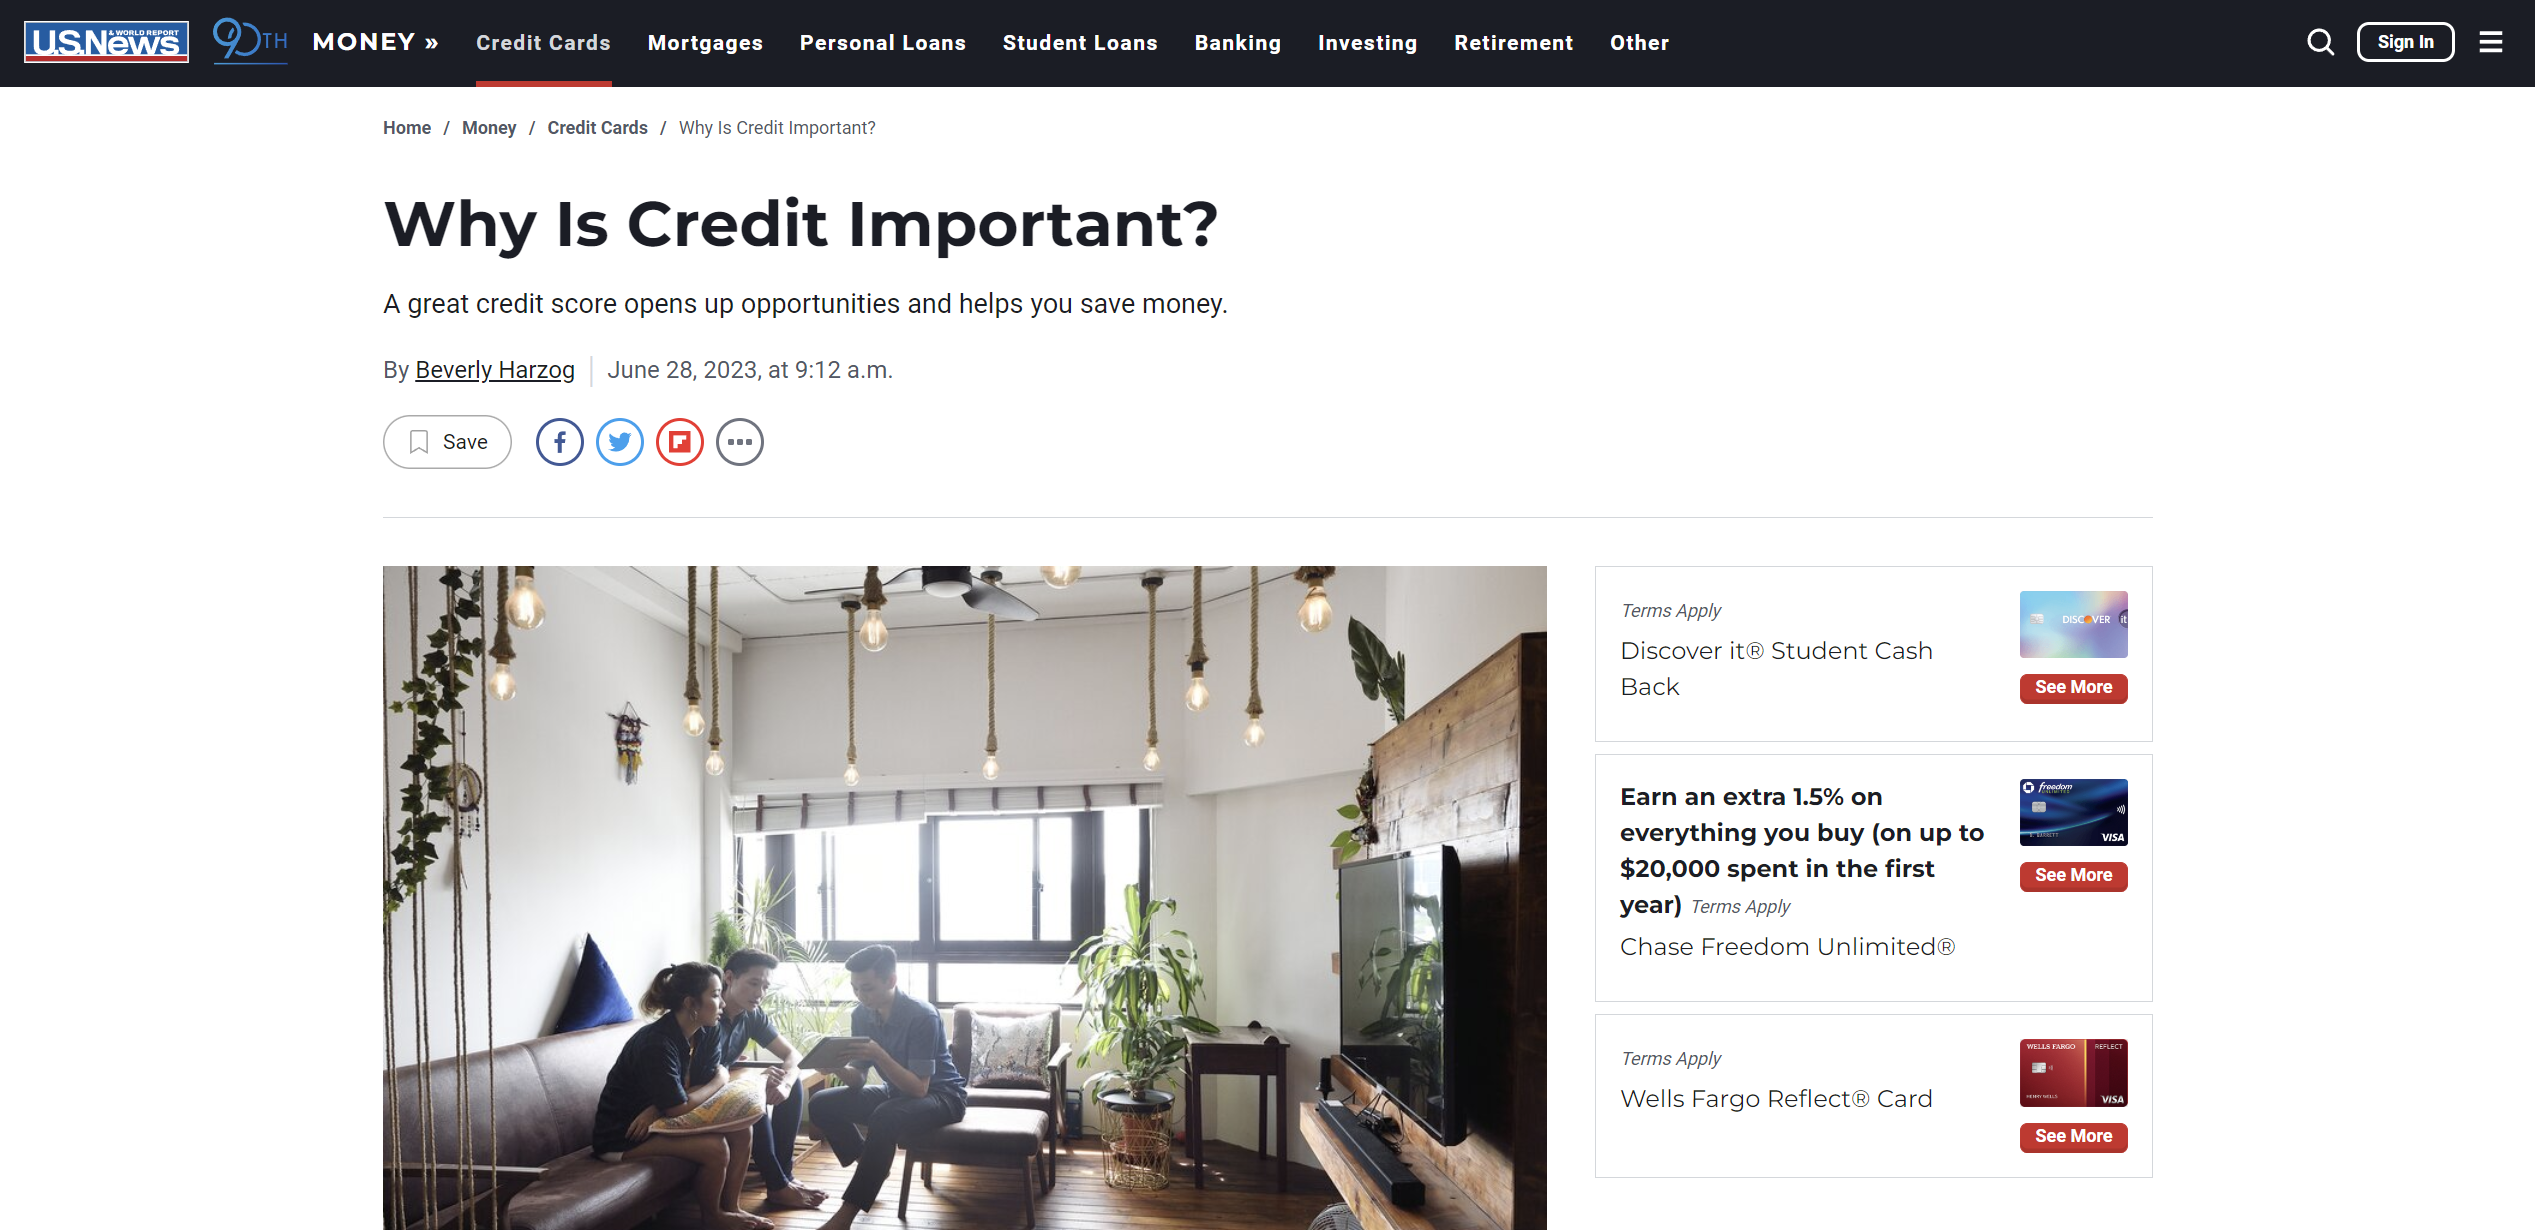 U.S.News
& WORLD REPORT
90TH
MONEY »
Credit Cards
Mortgages
Personal Loans
Student Loans
Banking
Investing
Retirement
Other
Sign In
Home / Money / Credit Cards / Why Is Credit Important?
Why Is Credit Important?
A great credit score opens up opportunities and helps you save money.
By Beverly Harzog
June 28, 2023, at 9:12 a.m.
Save
Terms Apply
Discover it® Student Cash
Back
DISCOVER it
See More
Earn an extra 1.5% on
everything you buy (on up to
$20,000 spent in the first
year) Terms Apply
Chase Freedom Unlimited®
freedom
UNLIMITED
VISA
See More
Terms Apply
Wells Fargo Reflect® Card
WELLS FARGO
REFLECT
VISA
See More